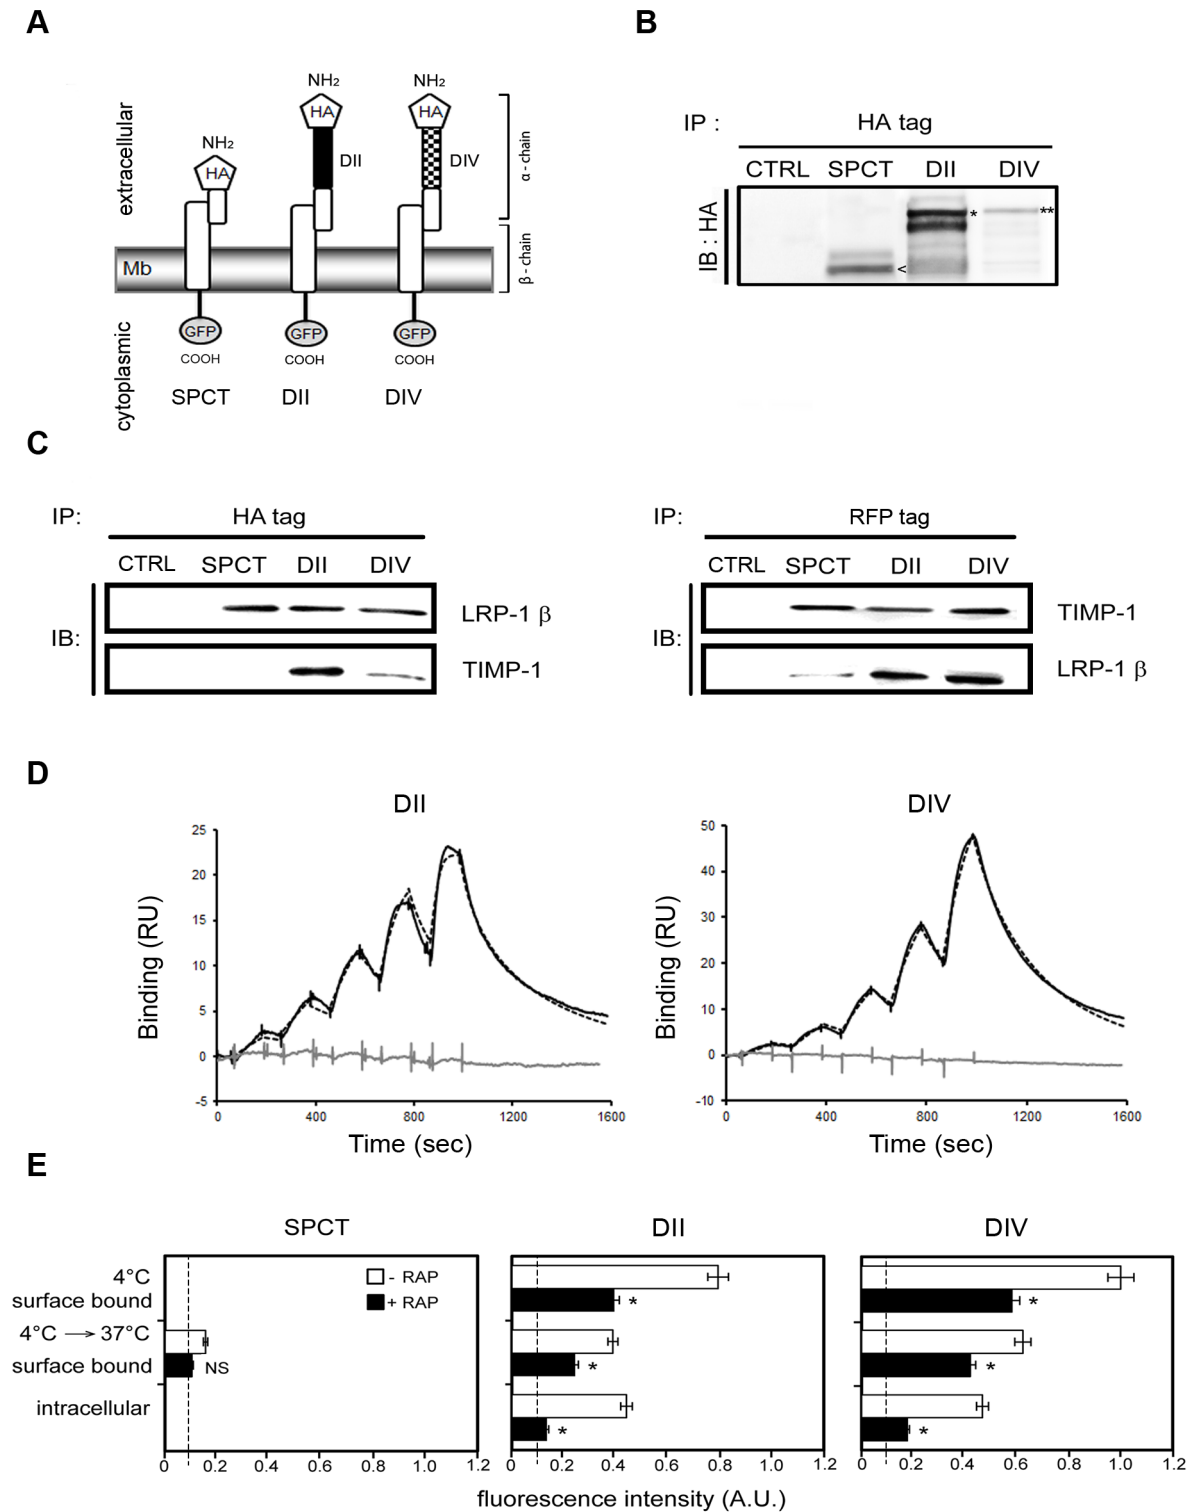 A
extracellular
cytoplasmic
NH2
HA
NH2
HA
DII
NH2
HA
DIV
α - chain
β - chain
Mb
GFP
GFP
GFP
COOH
COOH
COOH
SPCT
DII
DIV
B
IP : HA tag
CTRL SPCT DII DIV
IB : HA
*
**
<
C
IP: HA tag
CTRL SPCT DII DIV
IB:
LRP-1 β
TIMP-1
IP: RFP tag
CTRL SPCT DII DIV
IB:
TIMP-1
LRP-1 β
D
DII
Binding (RU)
25
20
15
10
5
0
-5
0 400 800 1200 1600
Time (sec)
DIV
Binding (RU)
50
40
30
20
10
0
-10
0 400 800 1200 1600
Time (sec)
E
SPCT DII DIV
4°C
surface bound
4°C → 37°C
surface bound
intracellular
- RAP
+ RAP
NS
*
*
*
*
*
*
0 0.2 0.4 0.6 0.8 1.0 1.2
0 0.2 0.4 0.6 0.8 1.0 1.2
0 0.2 0.4 0.6 0.8 1.0 1.2
fluorescence intensity (A.U.)